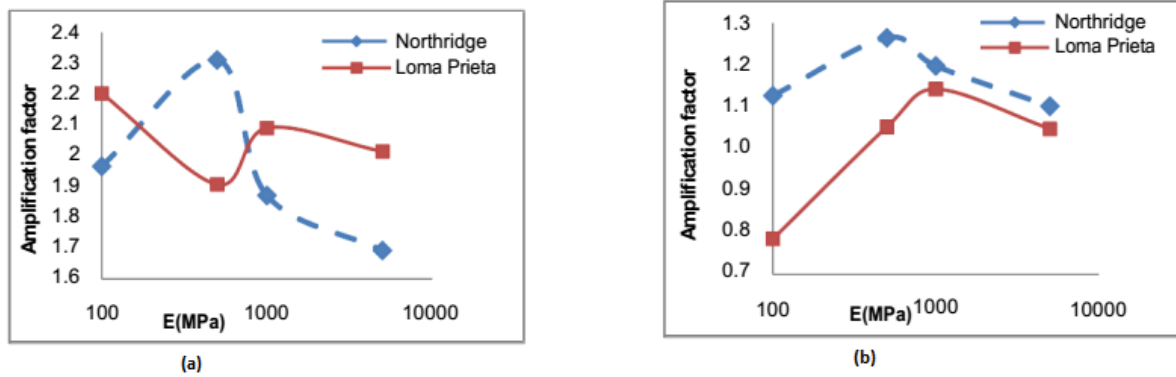 2.4
2.3
2.2
2.1
2
1.9
1.8
1.7
1.6
Amplification factor
Northridge
Loma Prieta
100
1000
10000
E(MPa)
(a)
1.3
1.2
1.1
1.0
0.9
0.8
0.7
Amplification factor
Northridge
Loma Prieta
100
1000
10000
E(MPa)
(b)